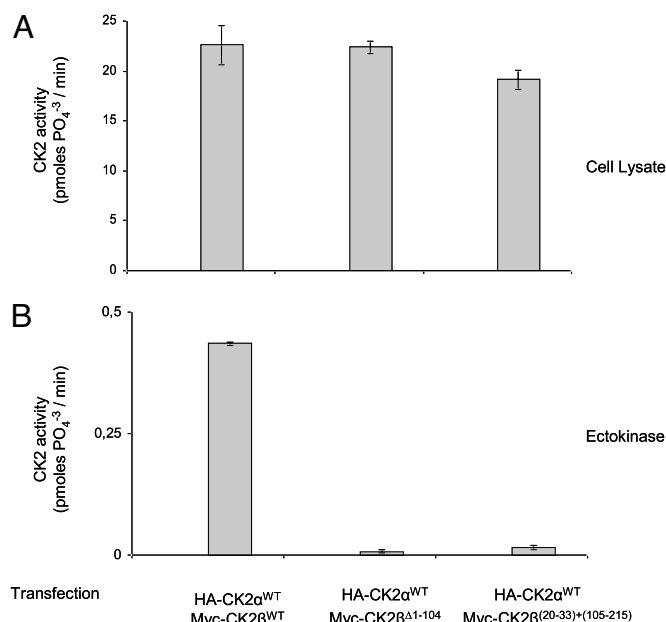 A
25
20
15
10
5
0
CK2 activity
(pmoles PO₄⁻³ / min)
Cell Lysate
B
0,5
0,25
0
CK2 activity
(pmoles PO₄⁻³ / min)
Ectokinase
Transfection
HA-CK2αᵂᵀ
Myc-CK2βᵂᵀ
HA-CK2αᵂᵀ
Myc-CK2β^Δ1-104
HA-CK2αᵂᵀ
Myc-CK2β^(20-33)+(105-215)